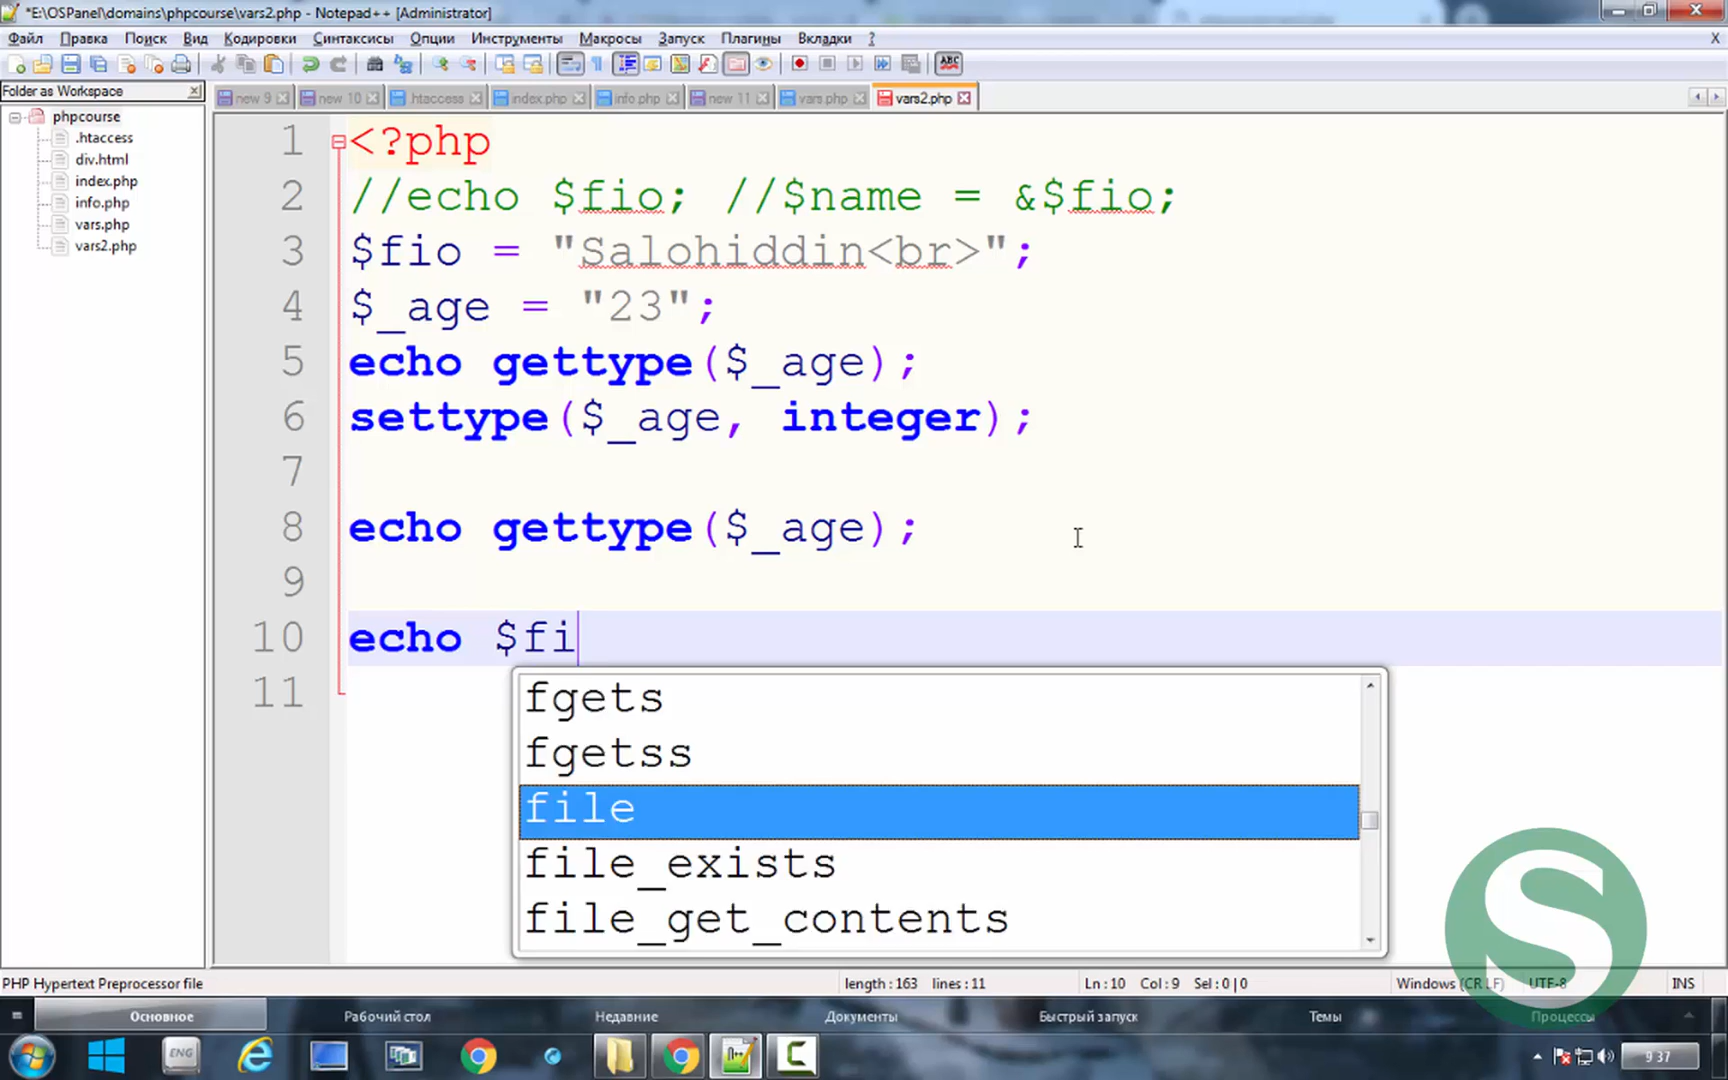 *E:\OSPanel\domains\phpcourse\vars2.php - Notepad++ [Administrator]
Файл Правка Поиск Вид Кодировки Синтаксисы Опции Инструменты Макросы Запуск Плагины Вкладки ? X
Folder as Workspace
new 9 new 10 .htaccess index.php info.php new 11 vars.php vars2.php
phpcourse
.htaccess
div.html
index.php
info.php
vars.php
vars2.php
1 <?php
2 //echo $fio; //$name = &$fio;
3 $fio = "Salohiddin<br>";
4 $_age = "23";
5 echo gettype($_age);
6 settype($_age, integer);
7
8 echo gettype($_age);
9
10 echo $fi
11
fgets
fgetss
file
file_exists
file_get_contents
S
PHP Hypertext Preprocessor file length : 163 lines : 11 Ln : 10 Col : 9 Sel : 0 | 0 Windows (CR LF) UTF-8 INS
Основное Рабочий стол Недавние Документы Быстрый запуск Темы Процессы
ENG 9 37